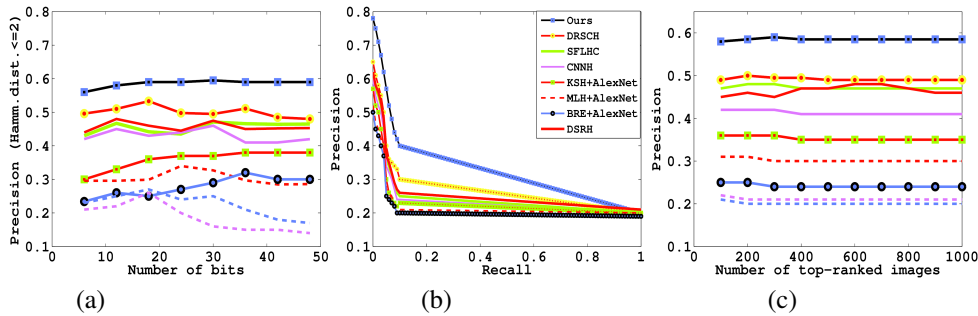 Precision (Hamm dist.<=2)
0.8
0.7
0.6
0.5
0.4
0.3
0.2
0.1
0
10
20
30
40
50
Number of bits
(a)
Precision
0.8
0.7
0.6
0.5
0.4
0.3
0.2
0.1
0
0.2
0.4
0.6
0.8
1
Recall
Ours
DRSCH
SFLHC
CNNH
KSH+AlexNet
MLH+AlexNet
BRE+AlexNet
DSRH
(b)
Precision
0.6
0.5
0.4
0.3
0.2
0.1
0
200
400
600
800
1000
Number of top-ranked images
(c)